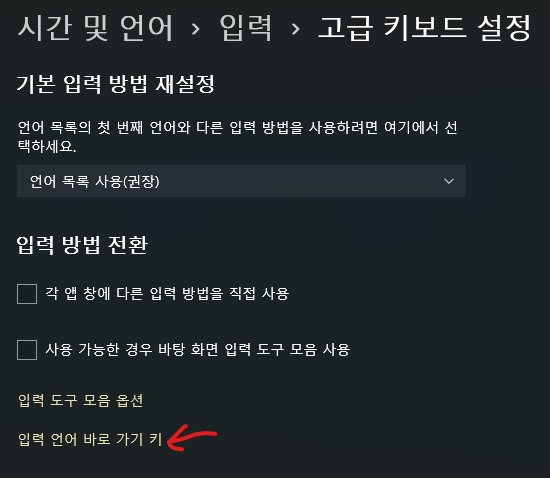 시간 및 언어 › 입력 › 고급 키보드 설정
기본 입력 방법 재설정
언어 목록의 첫 번째 언어와 다른 입력 방법을 사용하려면 여기에서 선
택하세요.
언어 목록 사용(권장)
입력 방법 전환
각 앱 창에 다른 입력 방법을 직접 사용
사용 가능한 경우 바탕 화면 입력 도구 모음 사용
입력 도구 모음 옵션
입력 언어 바로 가기 키